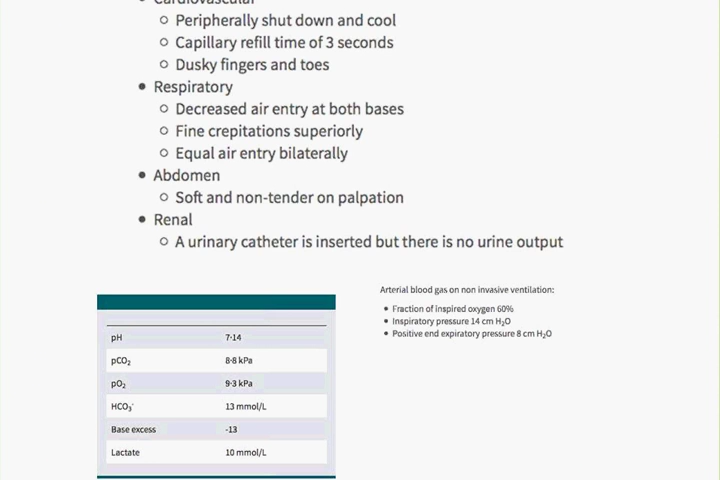 Cardiovascular
Peripherally shut down and cool
Capillary refill time of 3 seconds
Dusky fingers and toes
Respiratory
Decreased air entry at both bases
Fine crepitations superiorly
Equal air entry bilaterally
Abdomen
Soft and non-tender on palpation
Renal
A urinary catheter is inserted but there is no urine output
Arterial blood gas on non invasive ventilation:
Fraction of inspired oxygen 60%
Inspiratory pressure 14 cm H₂O
Positive end expiratory pressure 8 cm H₂O
pH 7·14
pCO₂ 8·8 kPa
pO₂ 9·3 kPa
HCO₃⁻ 13 mmol/L
Base excess -13
Lactate 10 mmol/L